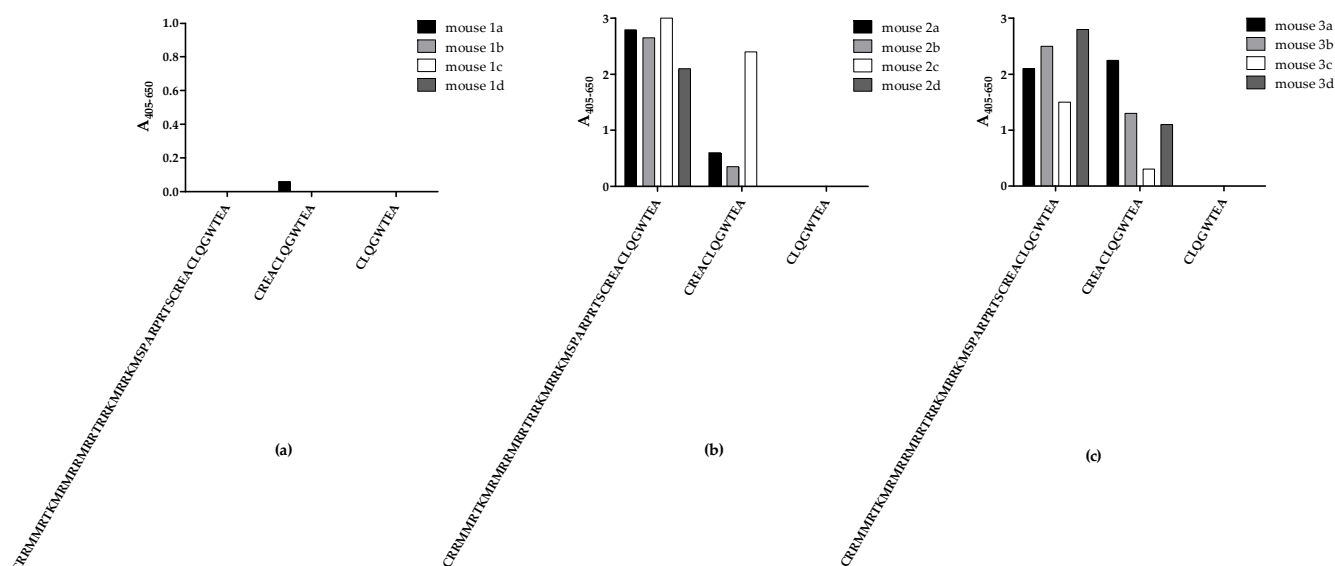 A405-650
1.0
0.8
0.6
0.4
0.2
0.0
CRRMMRTKMRMRRMRRTRRKMRRKMSPARPRTSCREACLQGWTEA
CREACLQGWTEA
CLQGWTEA
mouse 1a
mouse 1b
mouse 1c
mouse 1d
(a)
A405-650
3
2
1
0
CRRMMRTKMRMRRMRRTRRKMRRKMSPARPRTSCREACLQGWTEA
CREACLQGWTEA
CLQGWTEA
mouse 2a
mouse 2b
mouse 2c
mouse 2d
(b)
A405-650
3
2
1
0
CRRMMRTKMRMRRMRRTRRKMRRKMSPARPRTSCREACLQGWTEA
CREACLQGWTEA
CLQGWTEA
mouse 3a
mouse 3b
mouse 3c
mouse 3d
(c)